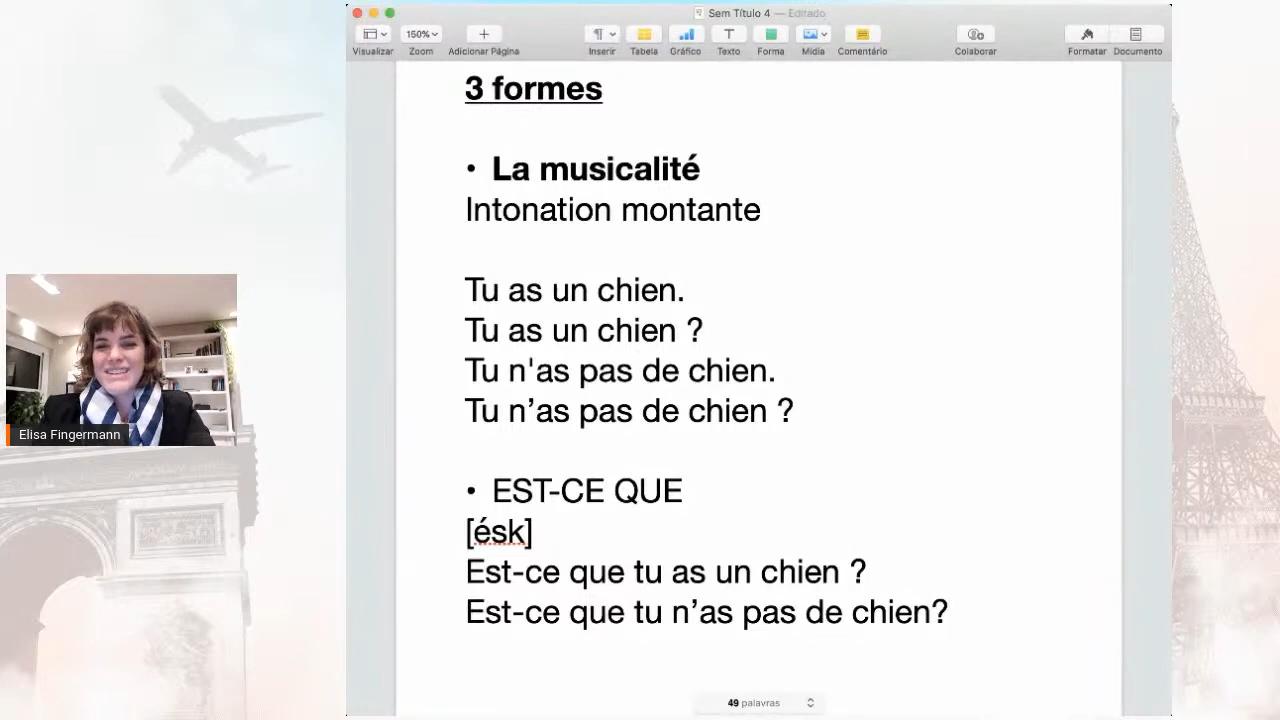 Sem Título 4 — Editado
150%
Visualizar Zoom Adicionar Página Inserir Tabela Gráfico Texto Forma Mídia Comentário Colaborar Formatar Documento
3 formes
• La musicalité
Intonation montante
Tu as un chien.
Tu as un chien ?
Tu n'as pas de chien.
Tu n’as pas de chien ?
• EST-CE QUE
[ésk]
Est-ce que tu as un chien ?
Est-ce que tu n’as pas de chien?
49 palavras
Elisa Fingermann